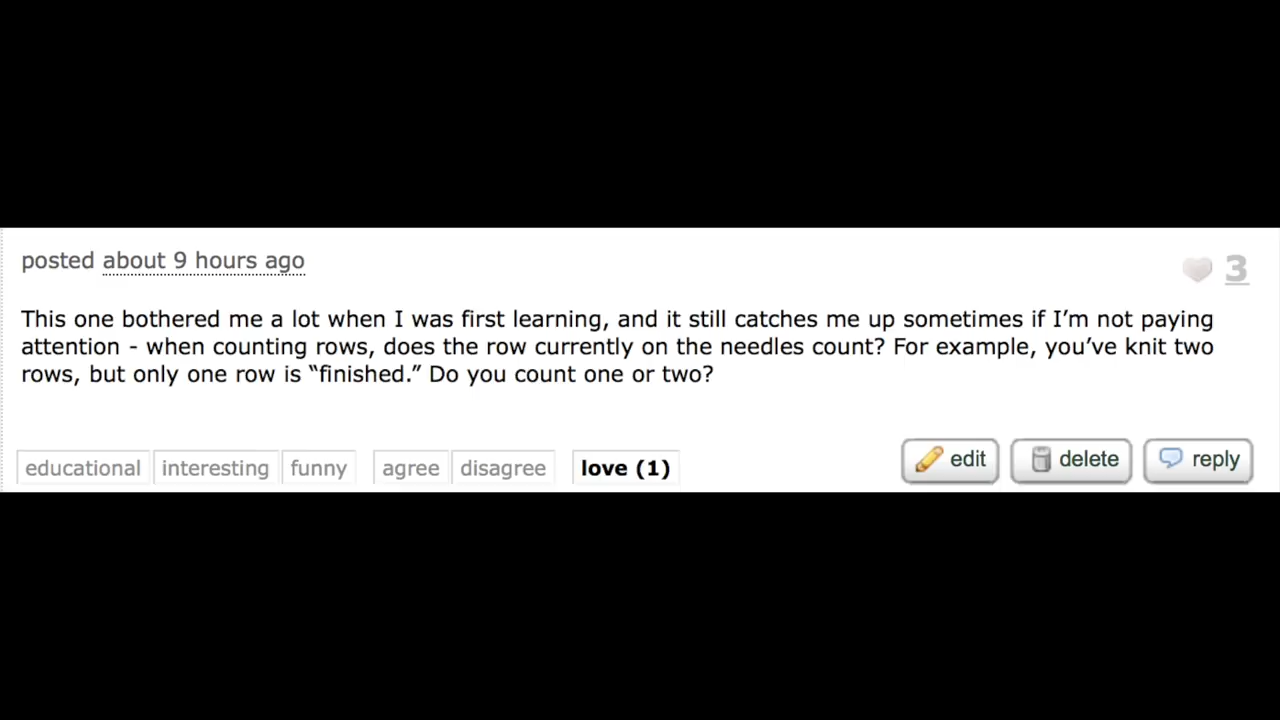 posted about 9 hours ago
3
This one bothered me a lot when I was first learning, and it still catches me up sometimes if I’m not paying
attention - when counting rows, does the row currently on the needles count? For example, you’ve knit two
rows, but only one row is “finished.” Do you count one or two?
educational interesting funny agree disagree love (1) edit delete reply